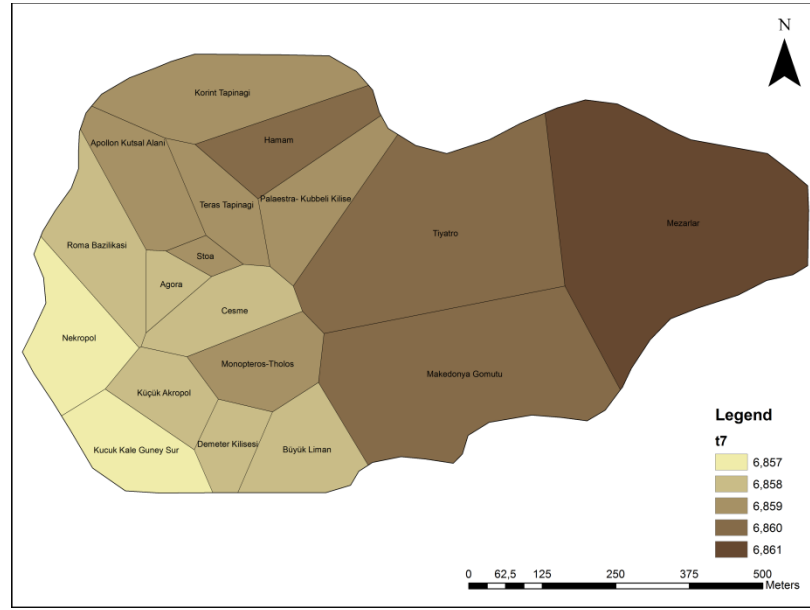 N
Korint Tapinagi
Hamam
Apollon Kutsal Alani
Teras Tapinagi
Palaestra- Kubbeli Kilise
Tiyatro
Mezarlar
Roma Bazilikasi
Stoa
Agora
Cesme
Nekropol
Monopteros-Tholos
Makedonya Gomutu
Küçük Akropol
Kucuk Kale Guney Sur
Demeter Kilisesi
Büyük Liman
Legend
t7
6,857
6,858
6,859
6,860
6,861
0 62,5 125 250 375 500
Meters